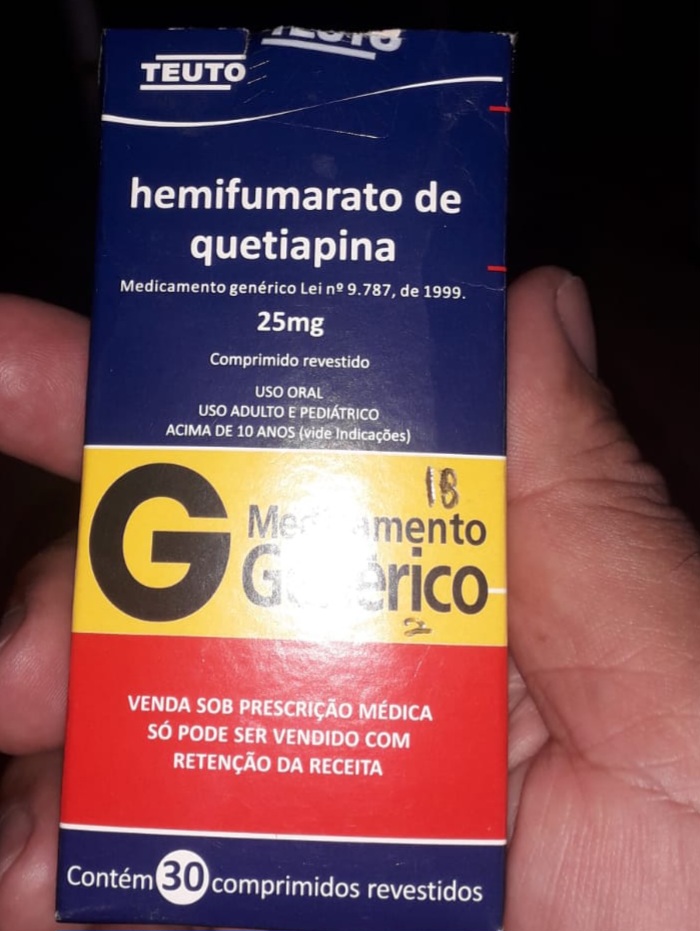 TEUTO
TEUTO
hemifumarato de
quetiapina
Medicamento genérico Lei nº 9.787, de 1999.
25mg
Comprimido revestido
USO ORAL
USO ADULTO E PEDIÁTRICO
ACIMA DE 10 ANOS (vide Indicações)
18
G Medicamento
Genérico
2
VENDA SOB PRESCRIÇÃO MÉDICA
SÓ PODE SER VENDIDO COM
RETENÇÃO DA RECEITA
Contém 30 comprimidos revestidos